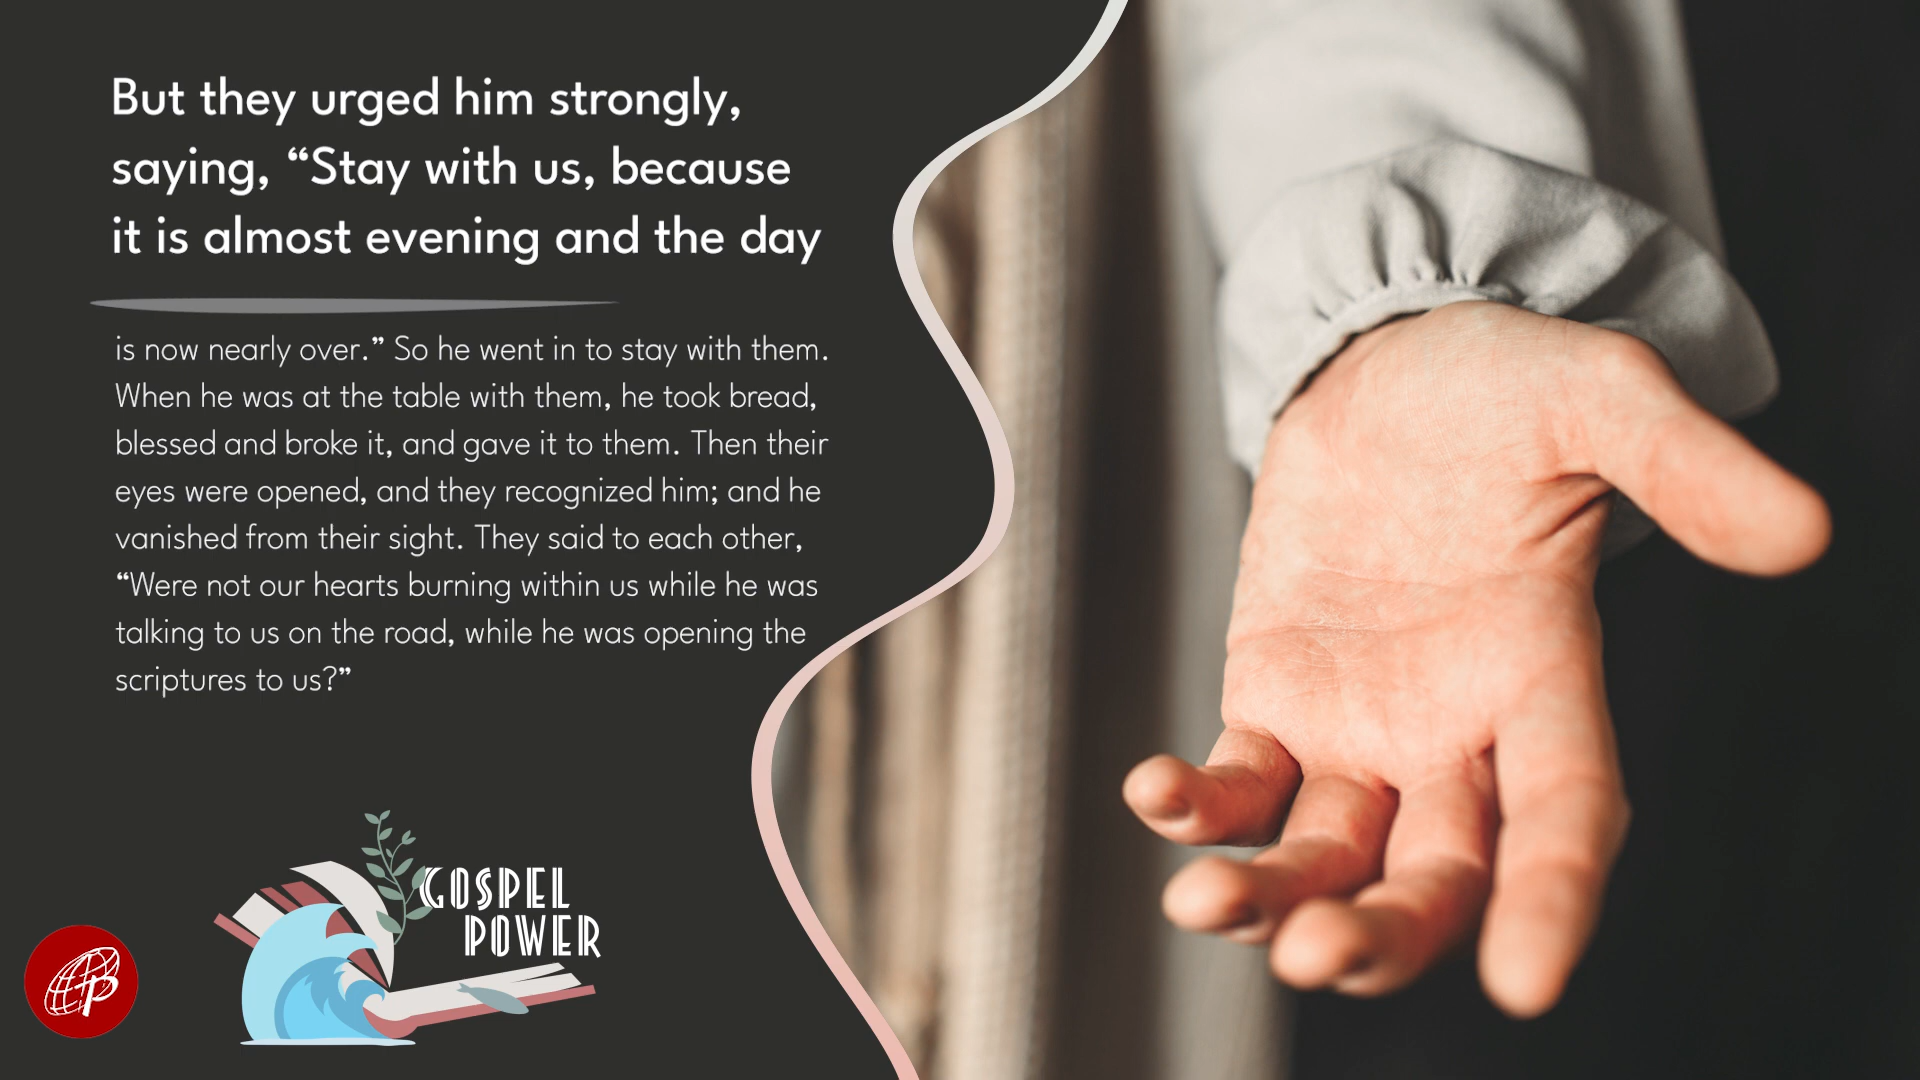 But they urged him strongly,
saying, “Stay with us, because
it is almost evening and the day
is now nearly over.” So he went in to stay with them.
When he was at the table with them, he took bread,
blessed and broke it, and gave it to them. Then their
eyes were opened, and they recognized him; and he
vanished from their sight. They said to each other,
“Were not our hearts burning within us while he was
talking to us on the road, while he was opening the
scriptures to us?”
GOSPEL
POWER